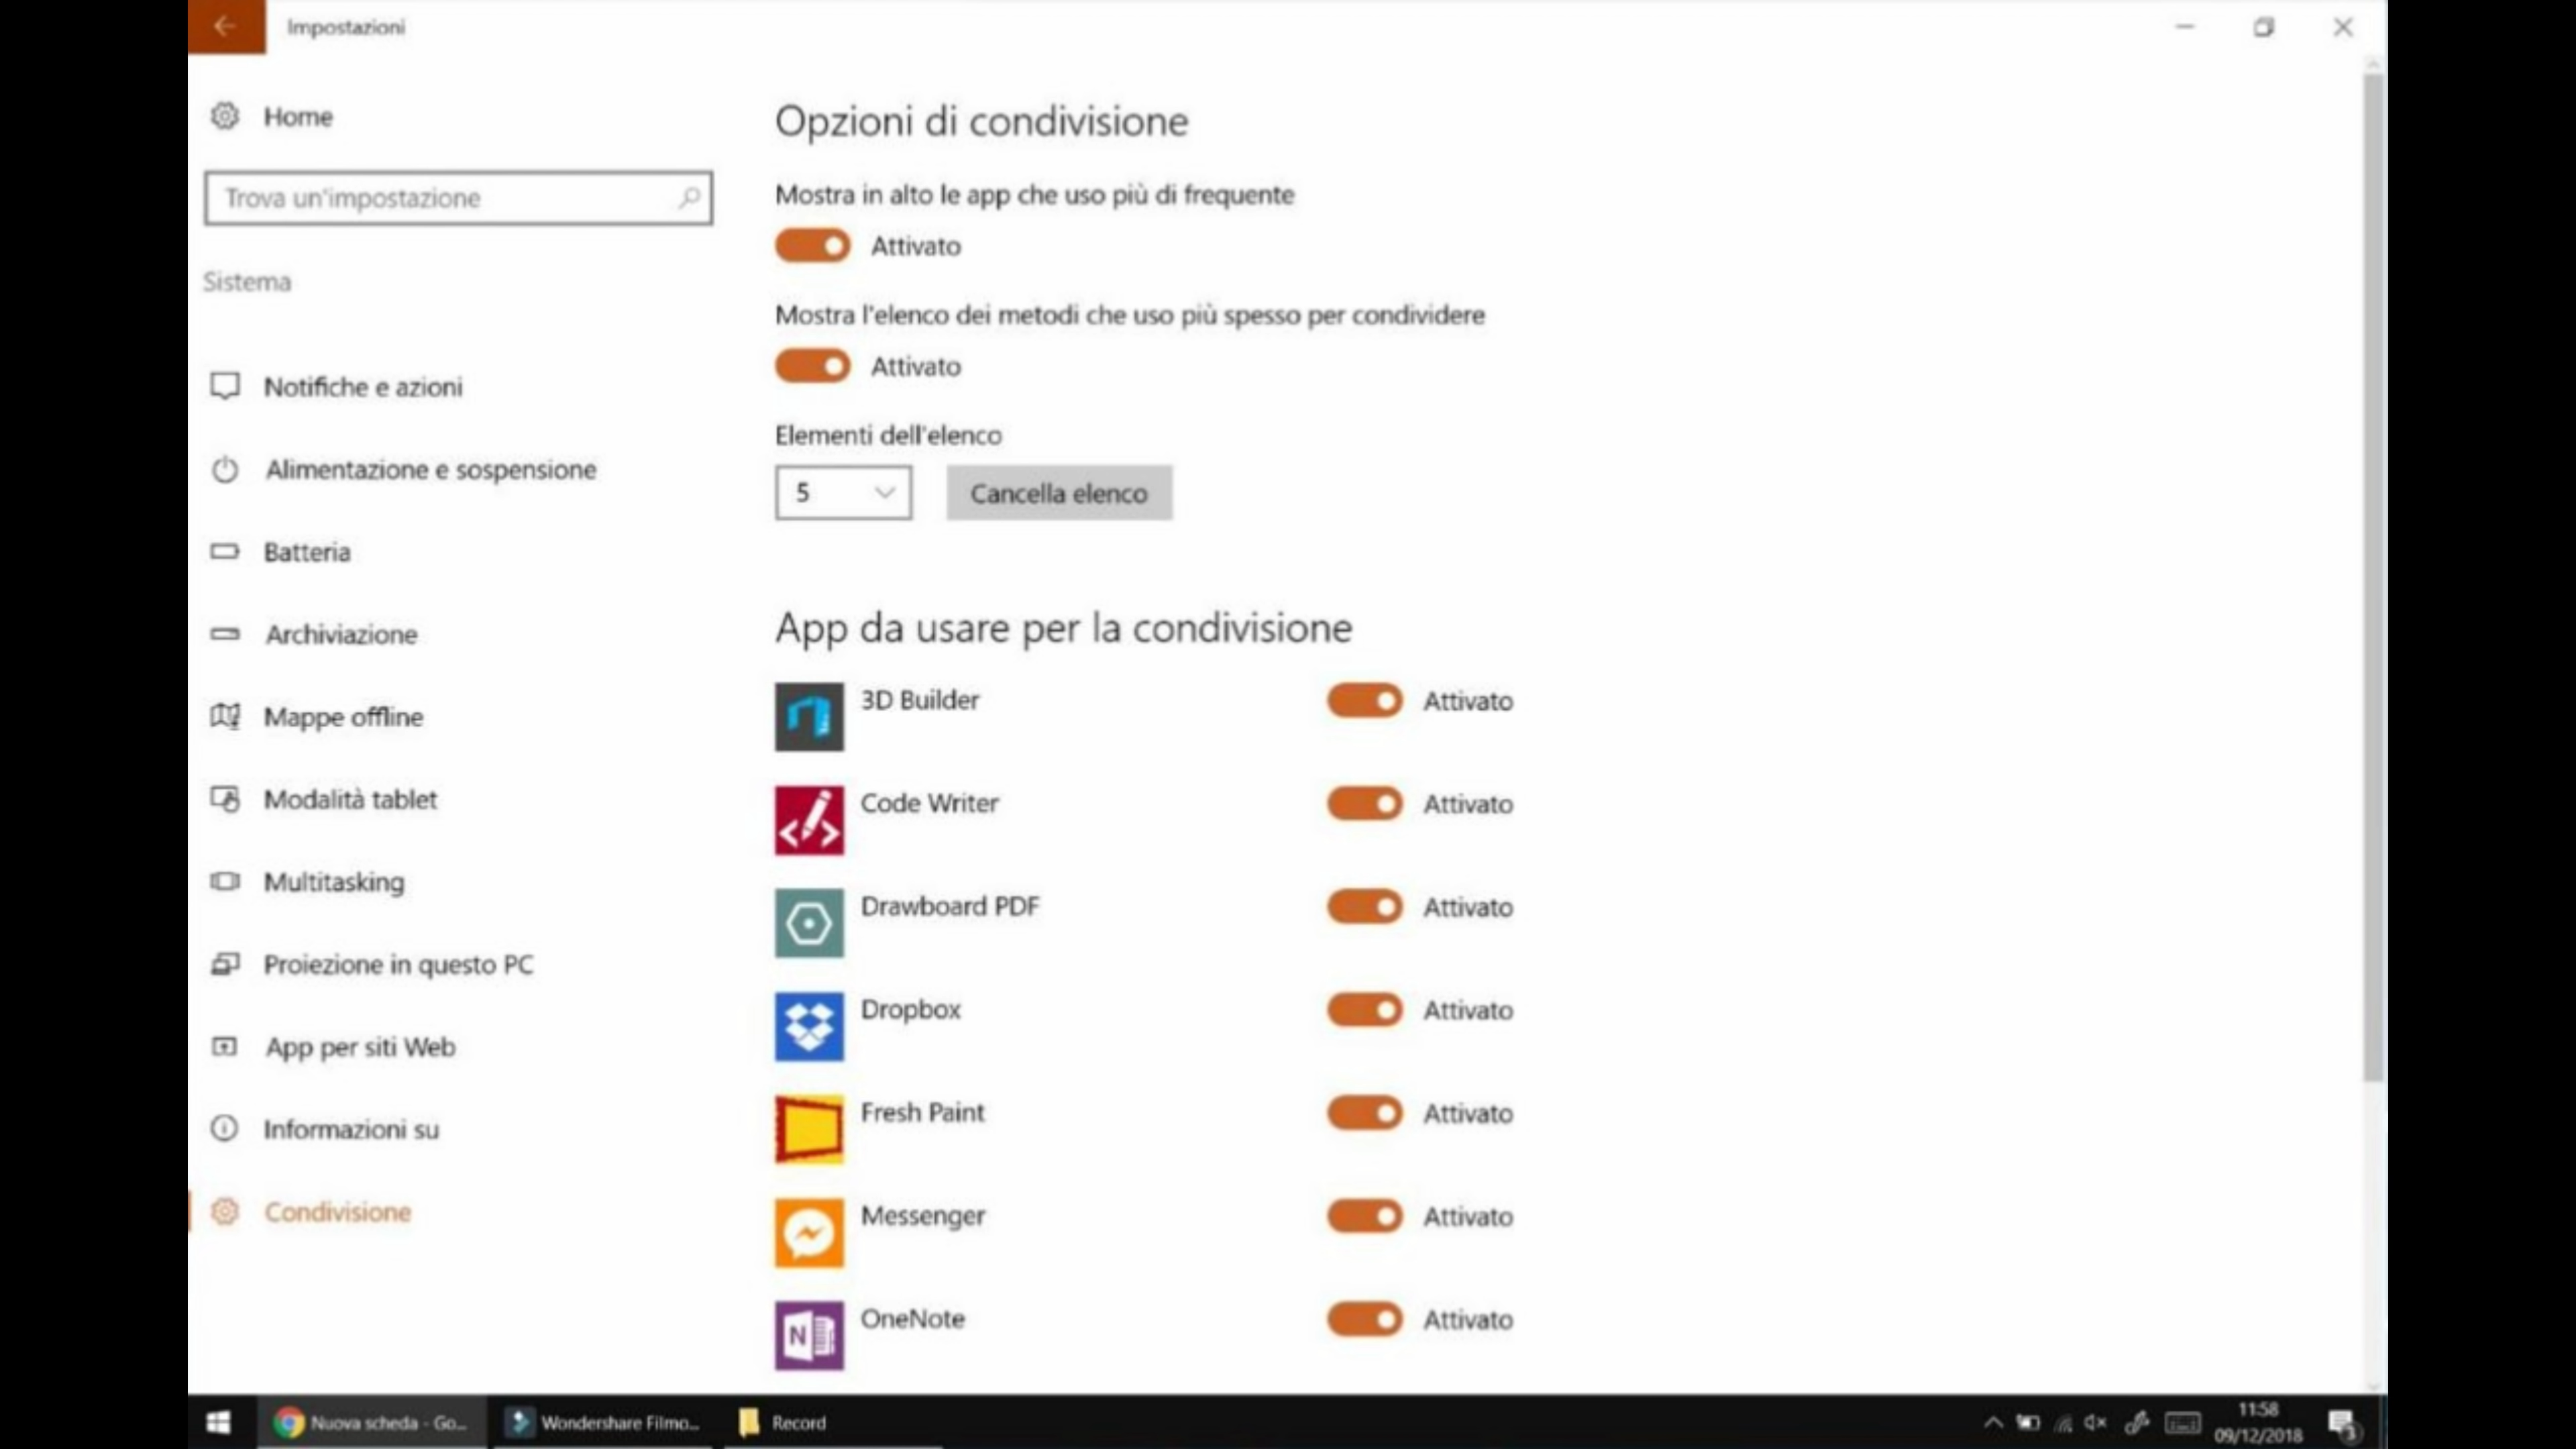 Impostazioni
Home
Trova un'impostazione
Sistema
Notifiche e azioni
Alimentazione e sospensione
Batteria
Archiviazione
Mappe offline
Modalità tablet
Multitasking
Proiezione in questo PC
App per siti Web
Informazioni su
Condivisione
Opzioni di condivisione
Mostra in alto le app che uso più di frequente
Attivato
Mostra l'elenco dei metodi che uso più spesso per condividere
Attivato
Elementi dell'elenco
5 Cancella elenco
App da usare per la condivisione
3D Builder Attivato
Code Writer Attivato
Drawboard PDF Attivato
Dropbox Attivato
Fresh Paint Attivato
Messenger Attivato
OneNote Attivato
Nuova scheda - Go... Wondershare Filmo... Record
11:58
09/12/2018
3